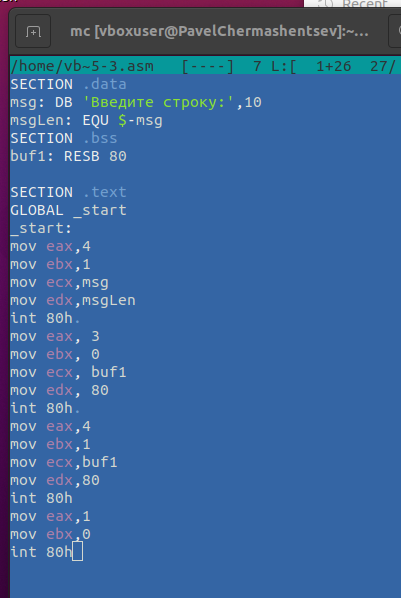 Recent
mc [vboxuser@PavelChermashentsev]:~...
/home/vb~5-3.asm [----] 7 L:[ 1+26 27/
SECTION .data
msg: DB 'Введите строку:',10
msgLen: EQU $-msg
SECTION .bss
buf1: RESB 80
SECTION .text
GLOBAL _start
_start:
mov eax,4
mov ebx,1
mov ecx,msg
mov edx,msgLen
int 80h.
mov eax, 3
mov ebx, 0
mov ecx, buf1
mov edx, 80
int 80h.
mov eax,4
mov ebx,1
mov ecx,buf1
mov edx,80
int 80h
mov eax,1
mov ebx,0
int 80h